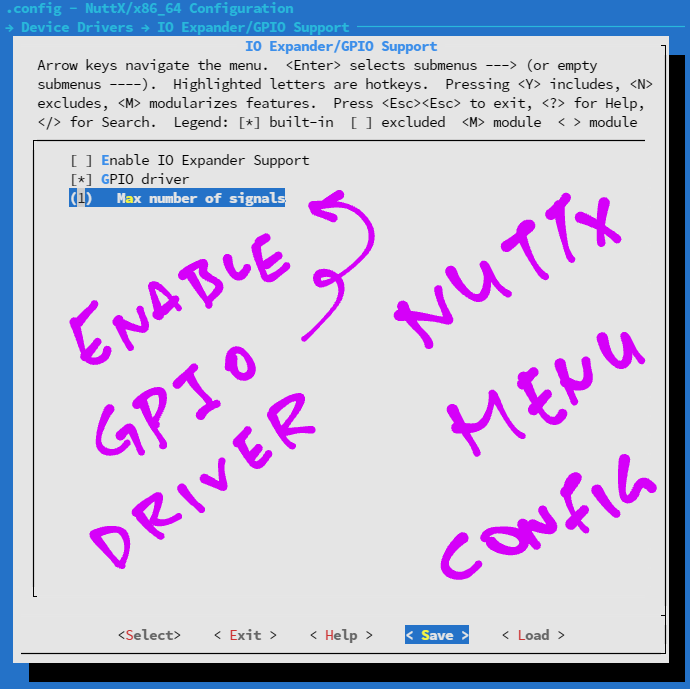 .config - NuttX/x86_64 Configuration
→ Device Drivers → IO Expander/GPIO Support
IO Expander/GPIO Support
Arrow keys navigate the menu.  <Enter> selects submenus ---> (or empty
submenus ----).  Highlighted letters are hotkeys.  Pressing <Y> includes, <N>
excludes, <M> modularizes features.  Press <Esc><Esc> to exit, <?> for Help,
</> for Search.  Legend: [*] built-in  [ ] excluded  <M> module  < > module
[ ] Enable IO Expander Support
[*] GPIO driver
(1)   Max number of signals
ENABLE
GPIO
DRIVER
NUTTX
MENU
CONFIG
<Select>    < Exit >    < Help >    < Save >    < Load >